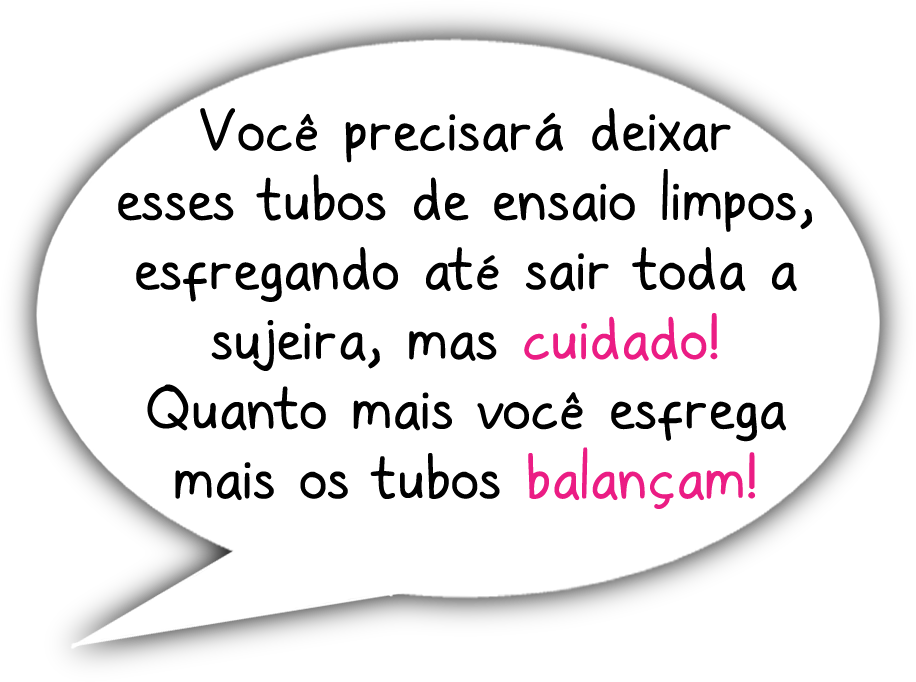 Você precisará deixar
esses tubos de ensaio limpos,
esfregando até sair toda a
sujeira, mas cuidado!
Quanto mais você esfrega
mais os tubos balançam!